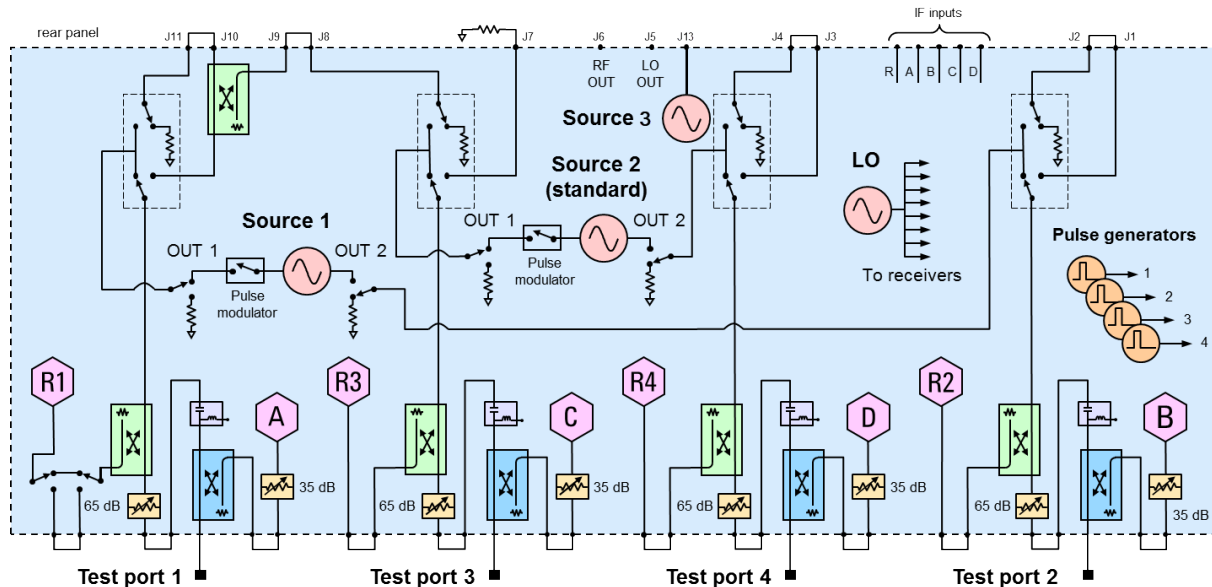 rear panel
J11
J10
J9
J8
J7
J6
J5
J13
J4
J3
IF inputs
J2
J1
RF
OUT
LO
OUT
R
A
B
C
D
Source 3
Source 2
(standard)
LO
Source 1
OUT 1
OUT 2
OUT 1
OUT 2
Pulse
modulator
Pulse
modulator
To receivers
Pulse generators
1
2
3
4
R1
A
R3
C
R4
D
R2
B
65 dB
35 dB
65 dB
35 dB
65 dB
35 dB
65 dB
35 dB
Test port 1
Test port 3
Test port 4
Test port 2